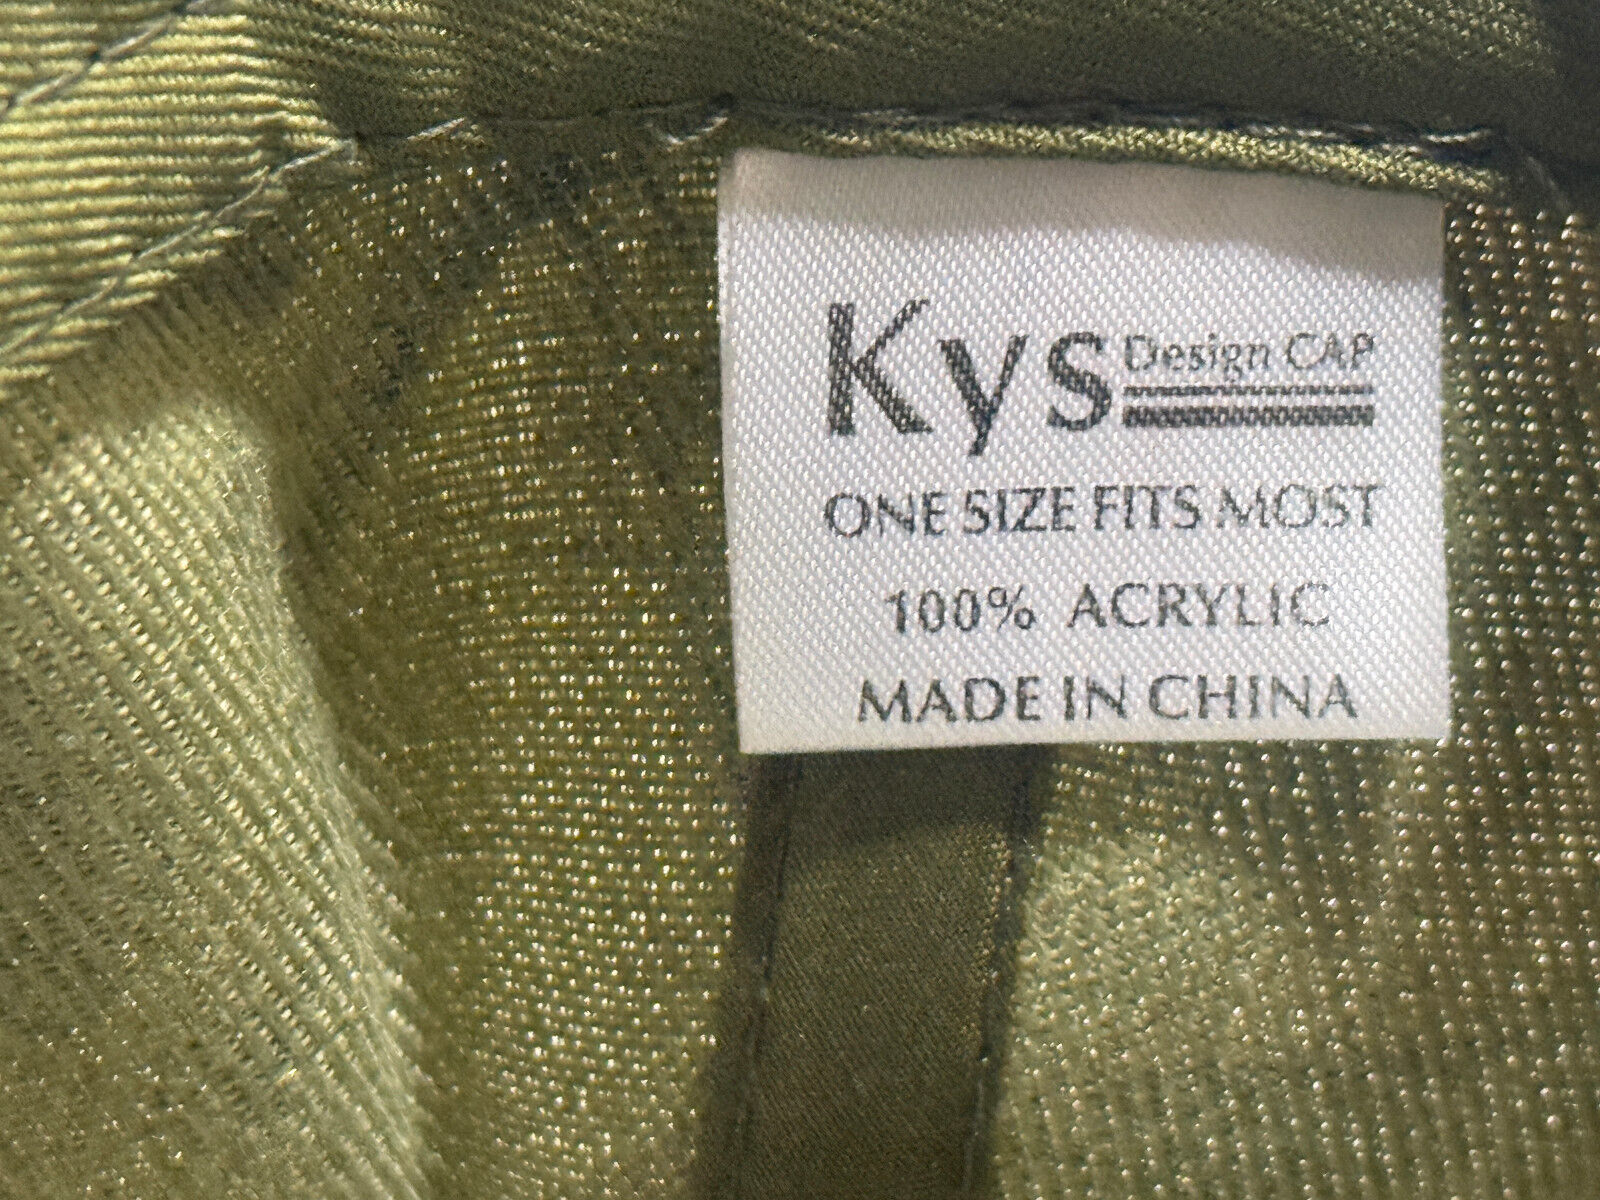 Kys Design CAP
ONE SIZE FITS MOST
100% ACRYLIC
MADE IN CHINA